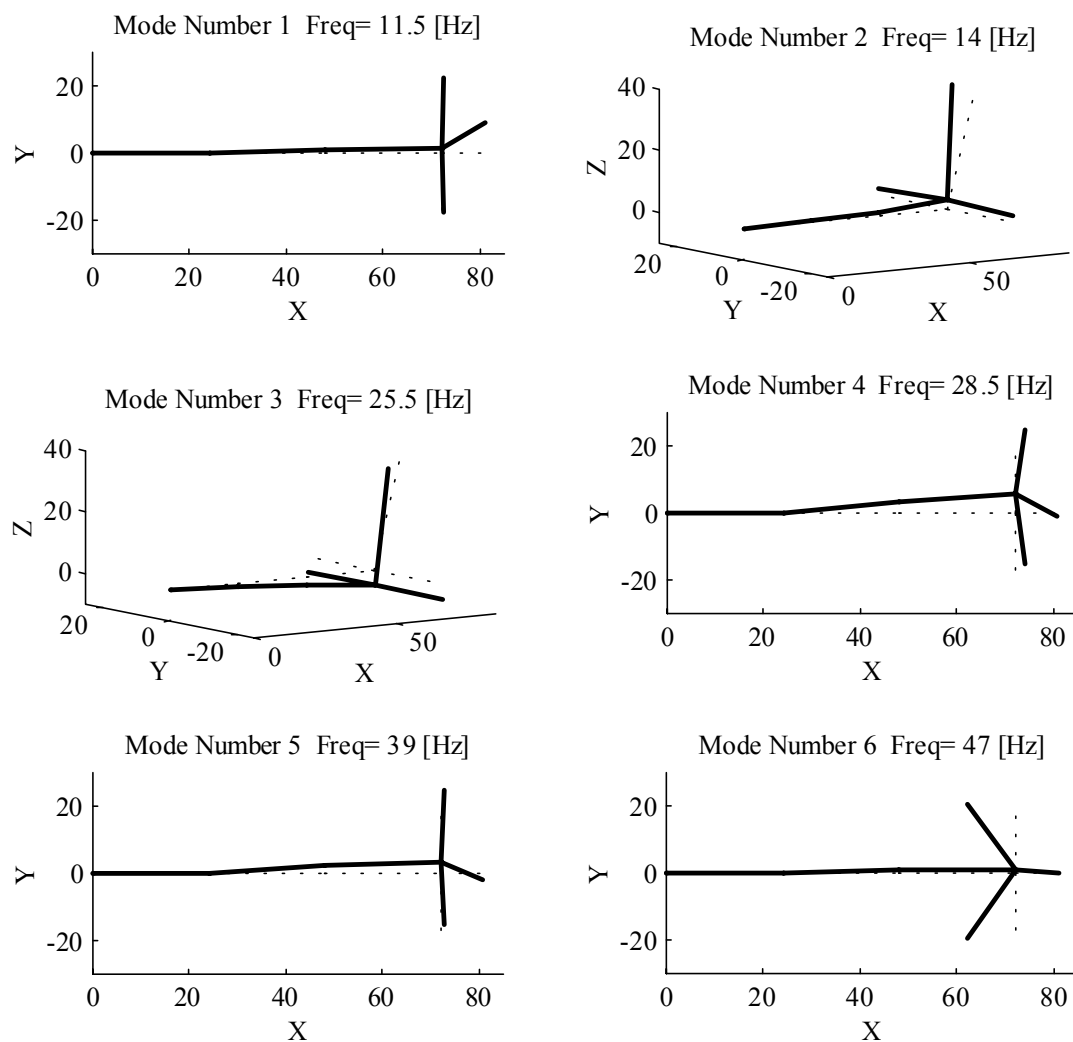 Mode Number 1 Freq= 11.5 [Hz]
20
0
-20
Y
0 20 40 60 80
X
Mode Number 2 Freq= 14 [Hz]
40
20
0
Z
20
0
-20
Y
0
50
X
Mode Number 3 Freq= 25.5 [Hz]
40
20
0
Z
20
0
-20
Y
0
50
X
Mode Number 4 Freq= 28.5 [Hz]
20
0
-20
Y
0 20 40 60 80
X
Mode Number 5 Freq= 39 [Hz]
20
0
-20
Y
0 20 40 60 80
X
Mode Number 6 Freq= 47 [Hz]
20
0
-20
Y
0 20 40 60 80
X